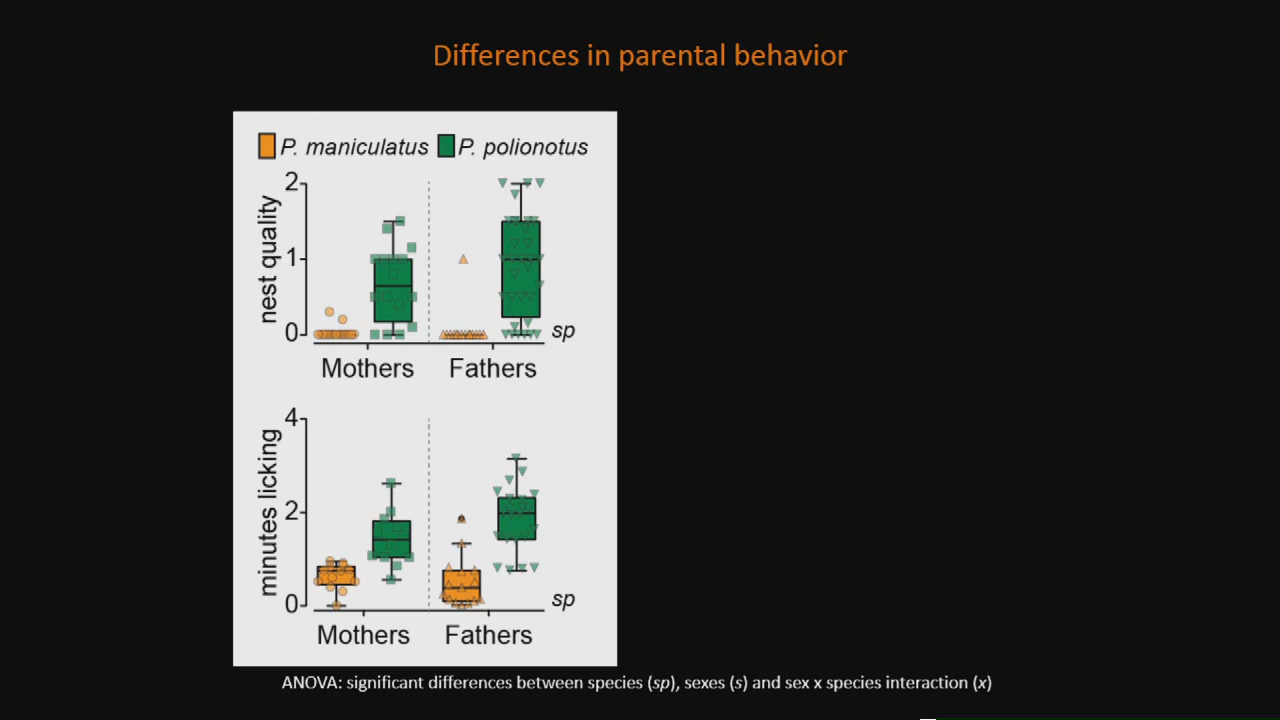 Differences in parental behavior
P. maniculatus P. polionotus
2
1
0
nest quality
sp
Mothers Fathers
4
2
0
minutes licking
sp
Mothers Fathers
ANOVA: significant differences between species (sp), sexes (s) and sex x species interaction (x)